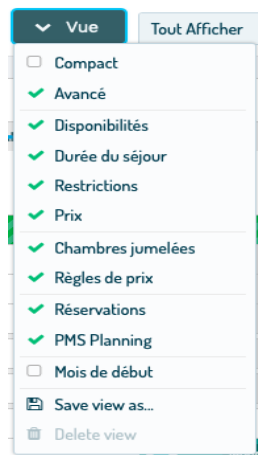 Vue
Tout Afficher
Compact
Avancé
Disponibilités
Durée du séjour
Restrictions
Prix
Chambres jumelées
Règles de prix
Réservations
PMS Planning
Mois de début
Save view as...
Delete view